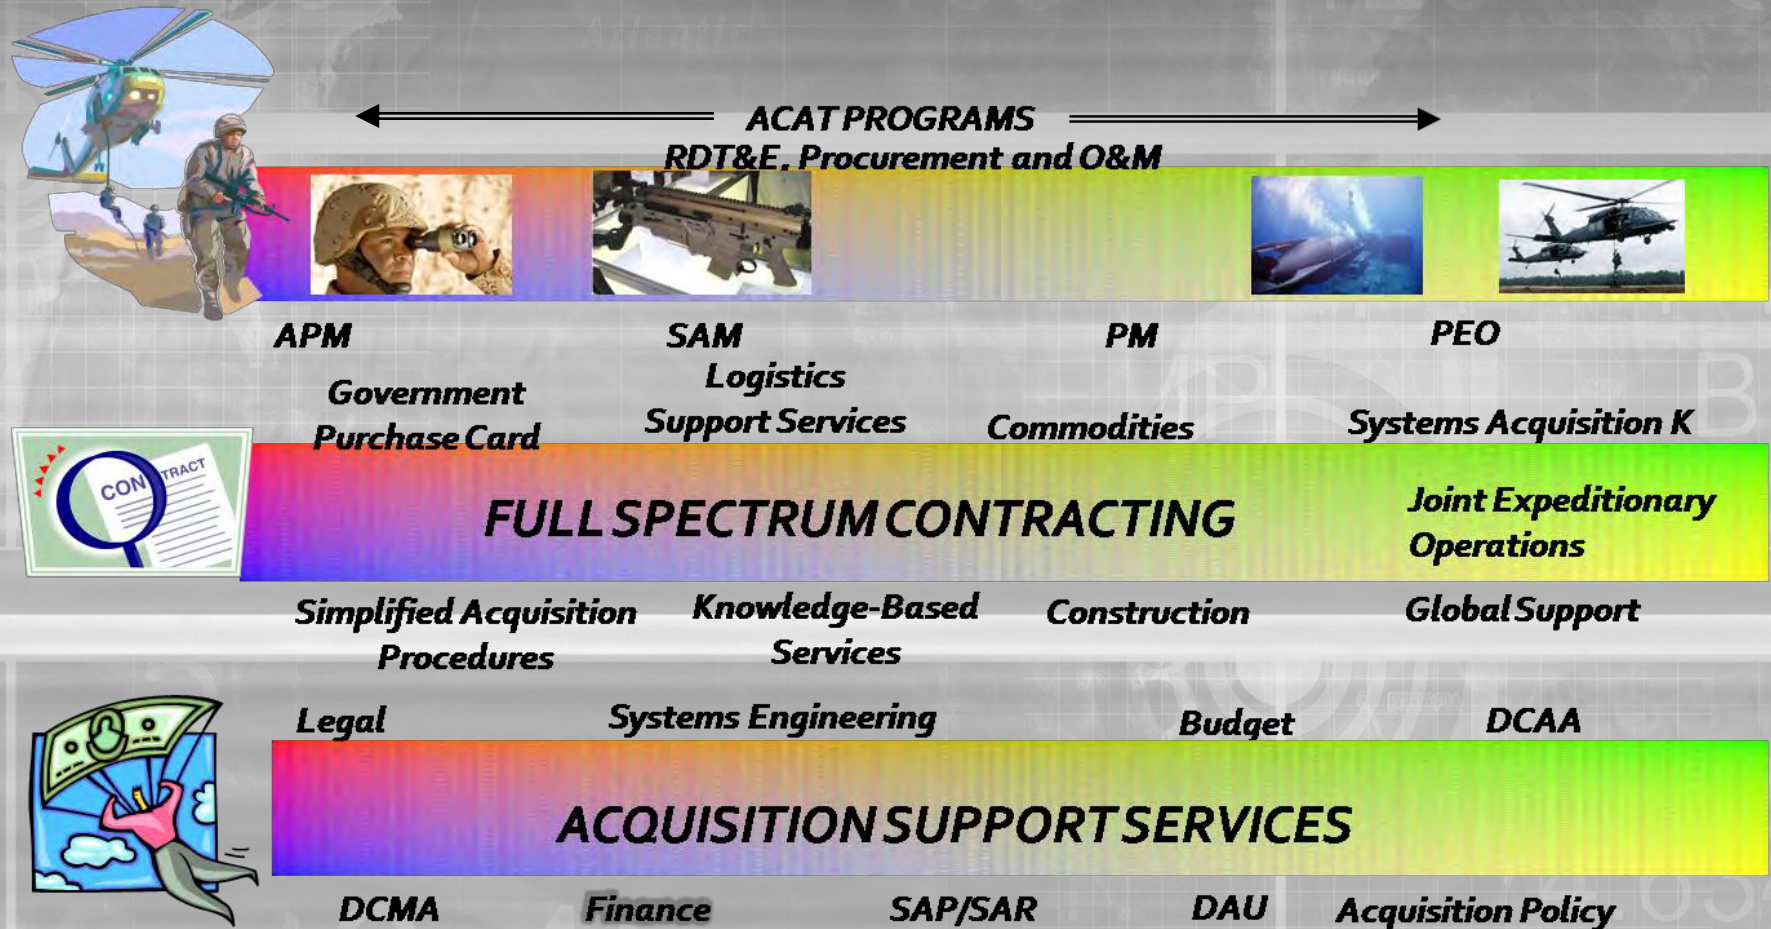 ACAT PROGRAMS
RDT&E, Procurement and O&M
APM
SAM
PM
PEO
Government
Purchase Card
Logistics
Support Services
Commodities
Systems Acquisition K
CONTRACT
FULL SPECTRUM CONTRACTING
Joint Expeditionary
Operations
Simplified Acquisition
Procedures
Knowledge-Based
Services
Construction
Global Support
Legal
Systems Engineering
Budget
DCAA
ACQUISITION SUPPORT SERVICES
DCMA
Finance
SAP/SAR
DAU
Acquisition Policy